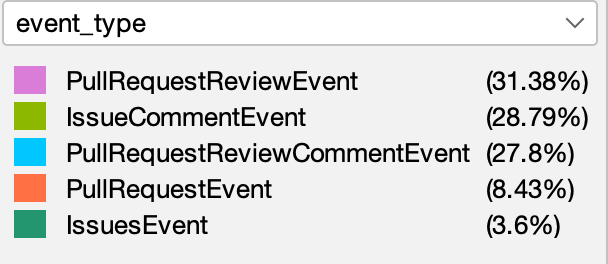 event_type
PullRequestReviewEvent (31.38%)
IssueCommentEvent (28.79%)
PullRequestReviewCommentEvent (27.8%)
PullRequestEvent (8.43%)
IssuesEvent (3.6%)